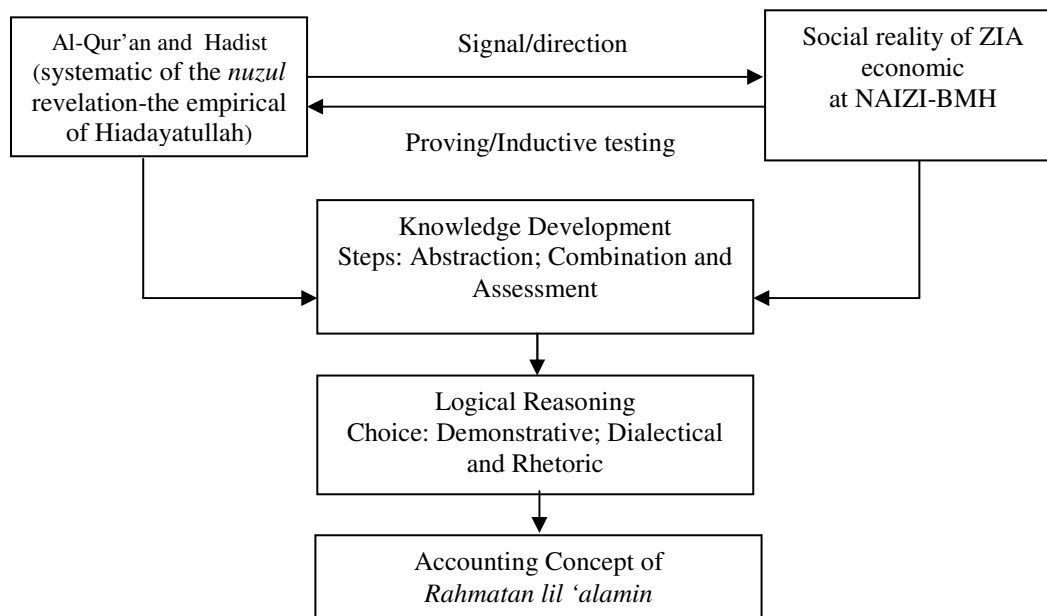 Al-Qur’an and Hadist
(systematic of the nuzul
revelation-the empirical
of Hiadayatullah)
Signal/direction
Proving/Inductive testing
Social reality of ZIA
economic
at NAIZI-BMH
Knowledge Development
Steps: Abstraction; Combination and
Assessment
Logical Reasoning
Choice: Demonstrative; Dialectical
and Rhetoric
Accounting Concept of
Rahmatan lil ‘alamin